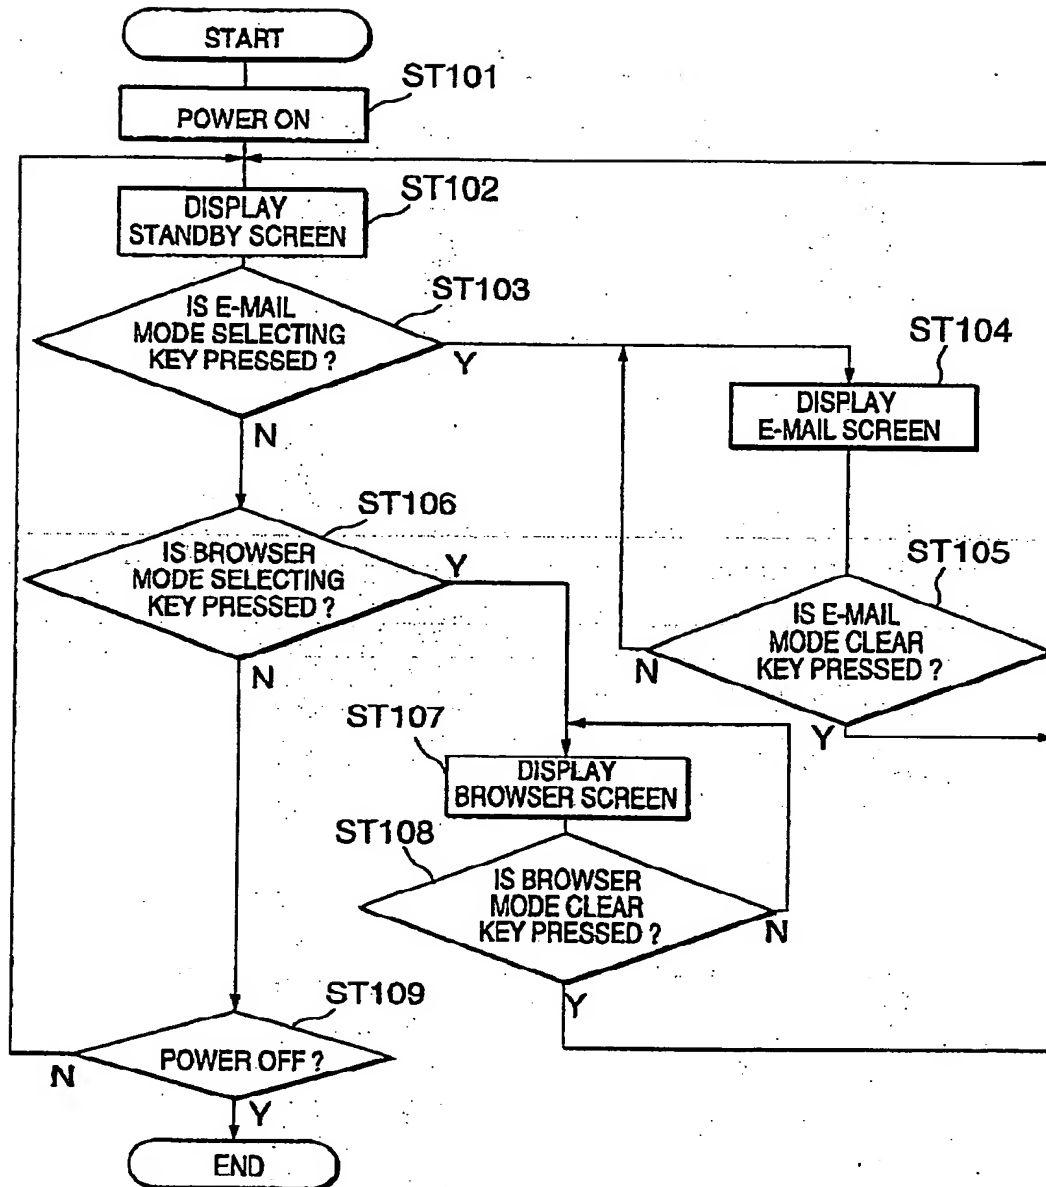 START
ST101
POWER ON
ST102
DISPLAY
STANDBY SCREEN
ST103
IS E-MAIL
MODE SELECTING
KEY PRESSED ?
Y
N
ST104
DISPLAY
E-MAIL SCREEN
ST105
IS E-MAIL
MODE CLEAR
KEY PRESSED ?
N
Y
ST106
IS BROWSER
MODE SELECTING
KEY PRESSED ?
Y
N
ST107
DISPLAY
BROWSER SCREEN
ST108
IS BROWSER
MODE CLEAR
KEY PRESSED ?
N
Y
ST109
POWER OFF ?
N
Y
END